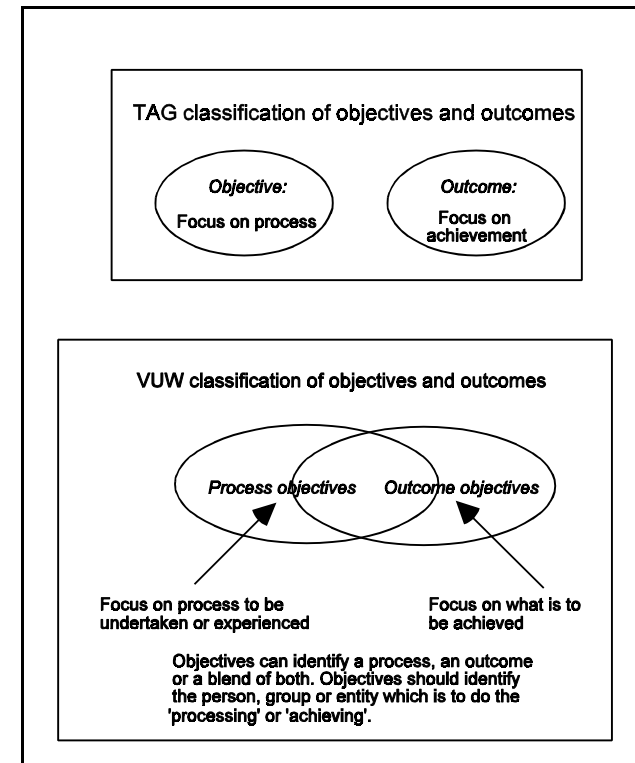 TAG classification of objectives and outcomes
Objective:
Focus on process
Outcome:
Focus on
achievement
VUW classification of objectives and outcomes
Process objectives
Outcome objectives
Focus on process to be
undertaken or experienced
Focus on what is to
be achieved
Objectives can identify a process, an outcome
or a blend of both. Objectives should identify
the person, group or entity which is to do the
'processing' or 'achieving'.